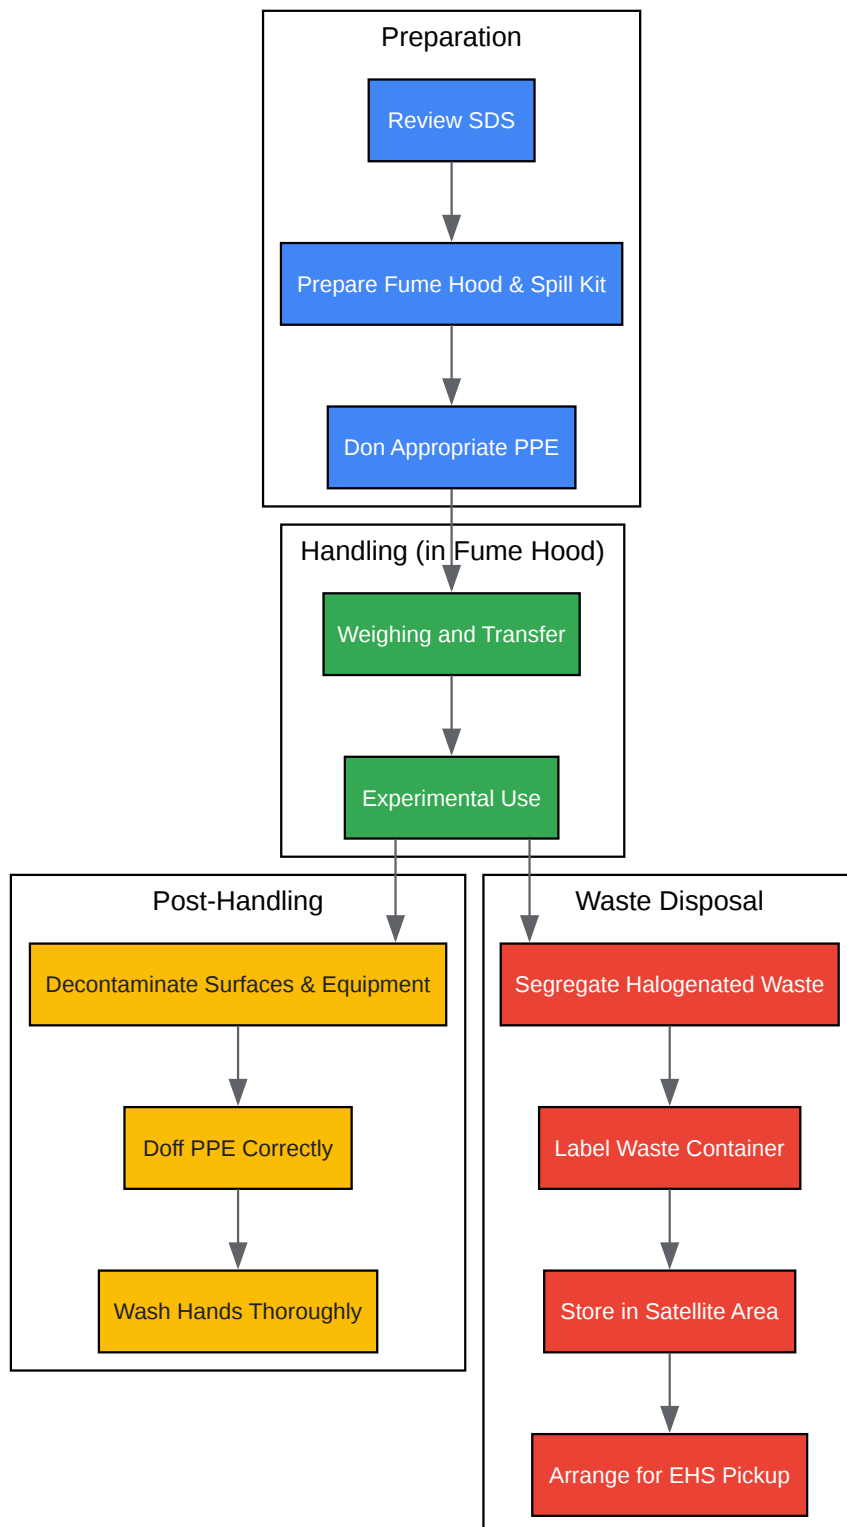 Preparation
Review SDS
Prepare Fume Hood & Spill Kit
Don Appropriate PPE
Handling (in Fume Hood)
Weighing and Transfer
Experimental Use
Post-Handling
Decontaminate Surfaces & Equipment
Doff PPE Correctly
Wash Hands Thoroughly
Waste Disposal
Segregate Halogenated Waste
Label Waste Container
Store in Satellite Area
Arrange for EHS Pickup